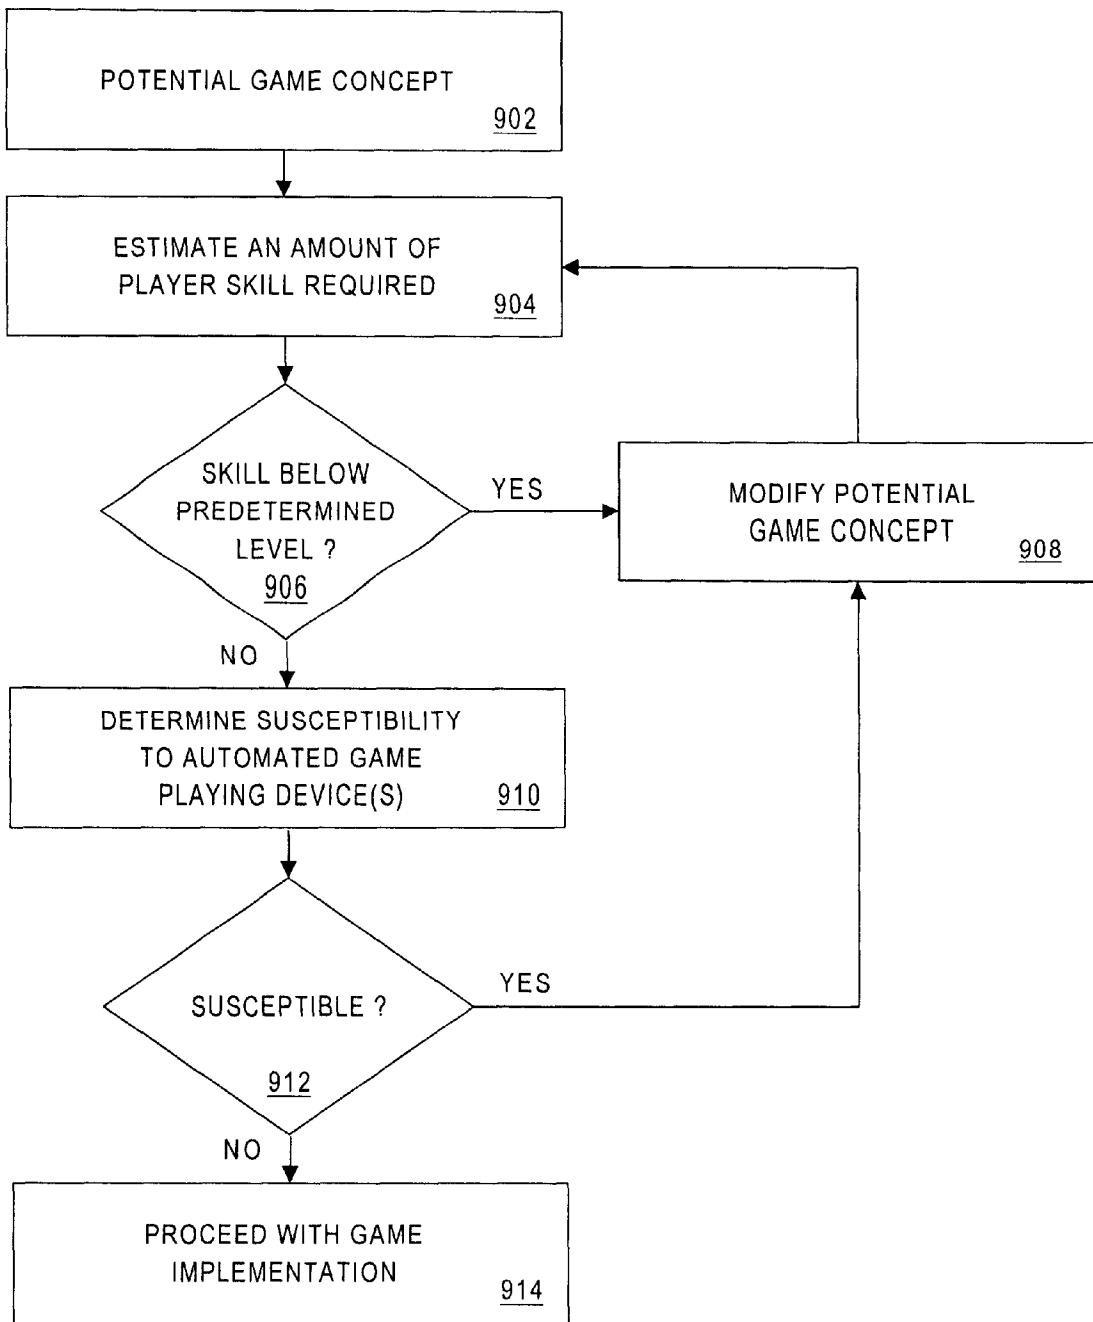 POTENTIAL GAME CONCEPT
902
ESTIMATE AN AMOUNT OF
PLAYER SKILL REQUIRED
904
SKILL BELOW
PREDETERMINED
LEVEL ?
906
YES
MODIFY POTENTIAL
GAME CONCEPT
908
NO
DETERMINE SUSCEPTIBILITY
TO AUTOMATED GAME
PLAYING DEVICE(S)
910
SUSCEPTIBLE ?
912
YES
NO
PROCEED WITH GAME
IMPLEMENTATION
914